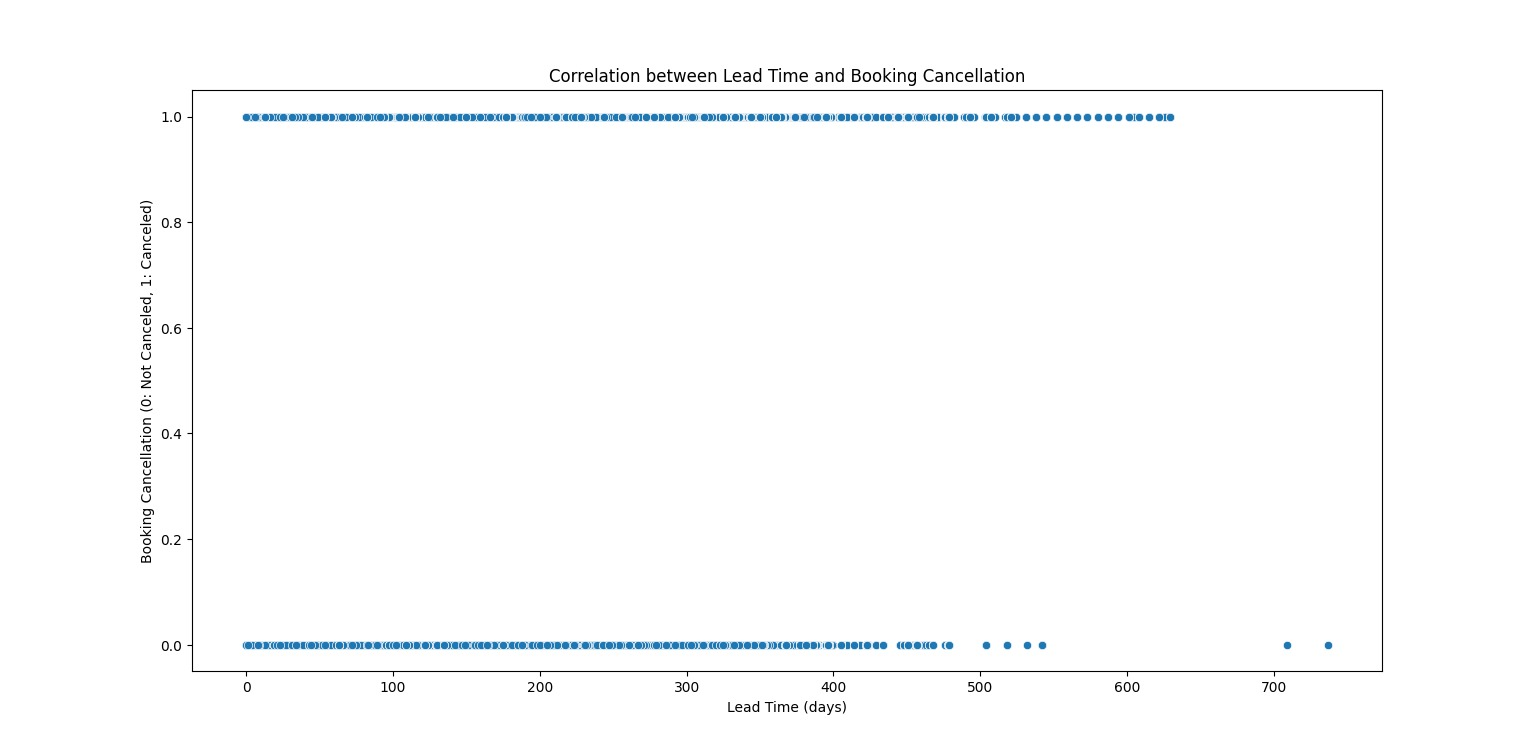 Correlation between Lead Time and Booking Cancellation
1.0
0.8
0.6
0.4
0.2
0.0
Booking Cancellation (0: Not Canceled, 1: Canceled)
0 100 200 300 400 500 600 700
Lead Time (days)